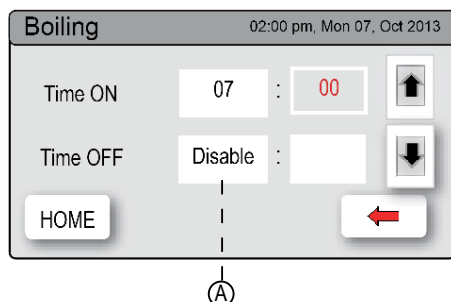 Boiling 02:00 pm, Mon 07, Oct 2013
Time ON 07 : 00
Time OFF Disable :
HOME
A